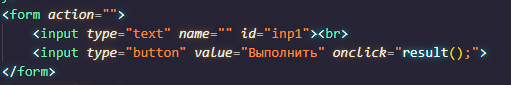 <form action="">
    <input type="text" name="" id="inp1"><br>
    <input type="button" value="Выполнить" onclick="result();">
</form>